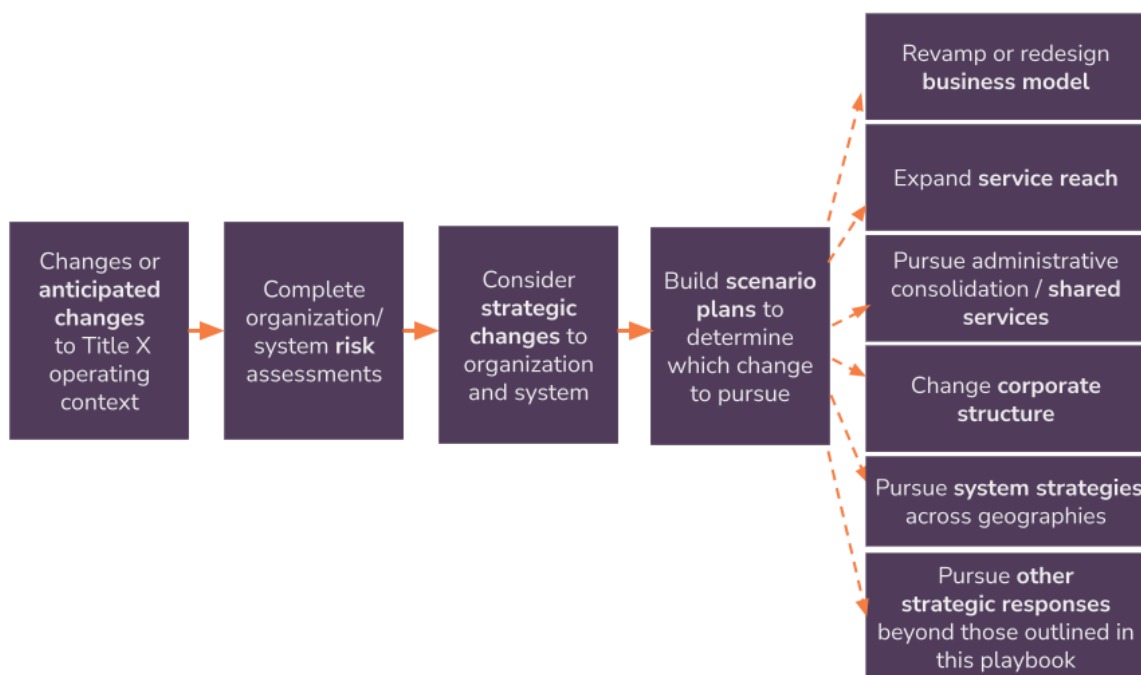 Changes or
anticipated
changes
to Title X
operating
context
Complete
organization/
system risk
assessments
Consider
strategic
changes to
organization
and system
Build scenario
plans to
determine
which change
to pursue
Revamp or redesign
business model
Expand service reach
Pursue administrative
consolidation / shared
services
Change corporate
structure
Pursue system strategies
across geographies
Pursue other
strategic responses
beyond those outlined in
this playbook